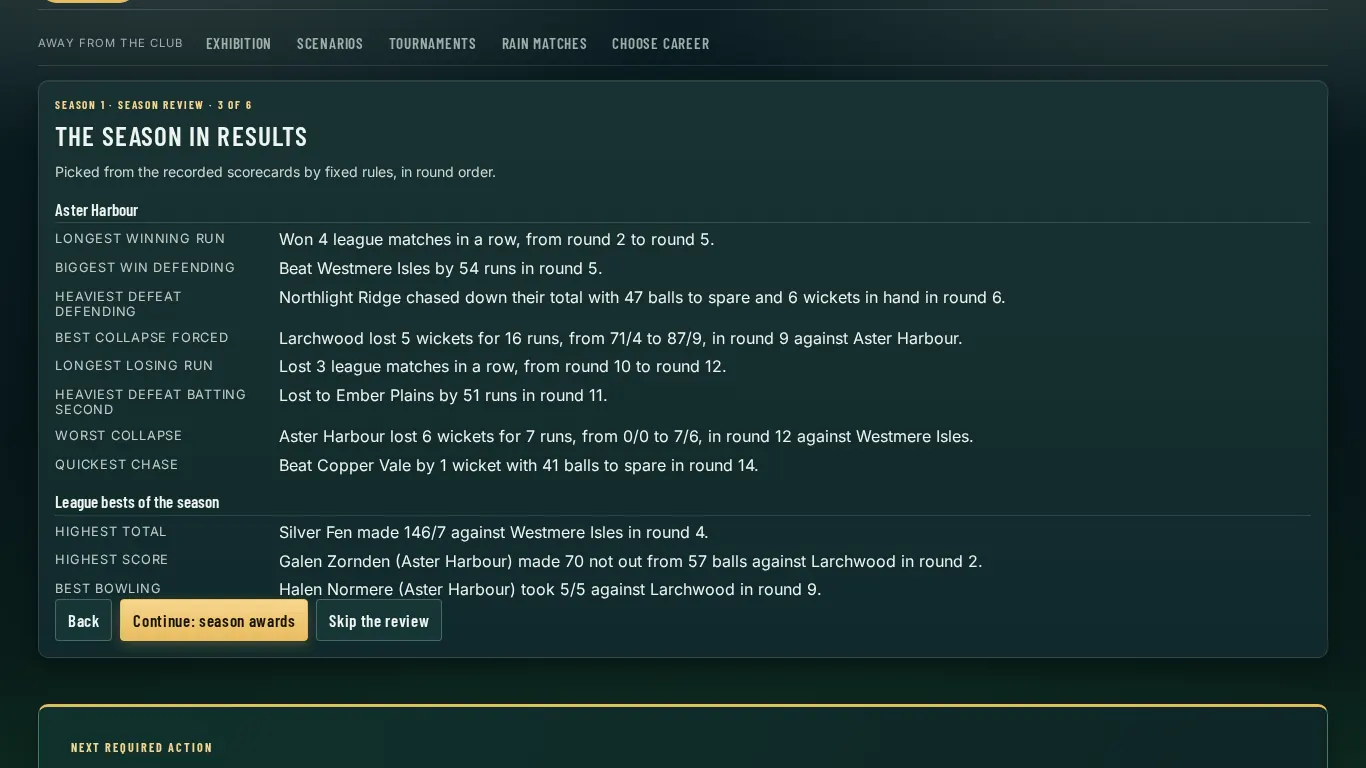 AWAY FROM THE CLUB EXHIBITION SCENARIOS TOURNAMENTS RAIN MATCHES CHOOSE CAREER
SEASON 1 · SEASON REVIEW · 3 OF 6
THE SEASON IN RESULTS
Picked from the recorded scorecards by fixed rules, in round order.
Aster Harbour
LONGEST WINNING RUN Won 4 league matches in a row, from round 2 to round 5.
BIGGEST WIN DEFENDING Beat Westmere Isles by 54 runs in round 5.
HEAVIEST DEFEAT Northlight Ridge chased down their total with 47 balls to spare and 6 wickets in hand in round 6.
DEFENDING
BEST COLLAPSE FORCED Larchwood lost 5 wickets for 16 runs, from 71/4 to 87/9, in round 9 against Aster Harbour.
LONGEST LOSING RUN Lost 3 league matches in a row, from round 10 to round 12.
HEAVIEST DEFEAT BATTING Lost to Ember Plains by 51 runs in round 11.
SECOND
WORST COLLAPSE Aster Harbour lost 6 wickets for 7 runs, from 0/0 to 7/6, in round 12 against Westmere Isles.
QUICKEST CHASE Beat Copper Vale by 1 wicket with 41 balls to spare in round 14.
League bests of the season
HIGHEST TOTAL Silver Fen made 146/7 against Westmere Isles in round 4.
HIGHEST SCORE Galen Zornden (Aster Harbour) made 70 not out from 57 balls against Larchwood in round 2.
BEST BOWLING Halen Normere (Aster Harbour) took 5/5 against Larchwood in round 9.
Back Continue: season awards Skip the review
NEXT REQUIRED ACTION